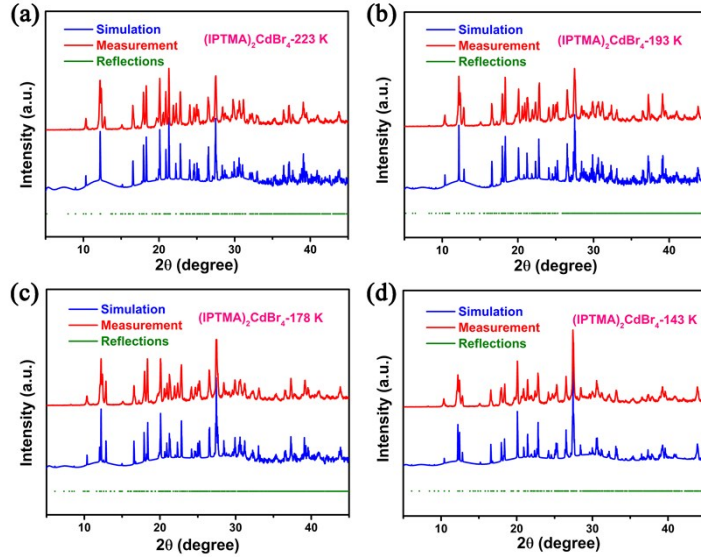 (a)
Simulation
Measurement
Reflections
(IPTMA)₂CdBr₄-223 K
Intensity (a.u.)
10 20 30 40
2θ (degree)
(b)
Simulation
Measurement
Reflections
(IPTMA)₂CdBr₄-193 K
Intensity (a.u.)
10 20 30 40
2θ (degree)
(c)
Simulation
Measurement
Reflections
(IPTMA)₂CdBr₄-178 K
Intensity (a.u.)
10 20 30 40
2θ (degree)
(d)
Simulation
Measurement
Reflections
(IPTMA)₂CdBr₄-143 K
Intensity (a.u.)
10 20 30 40
2θ (degree)